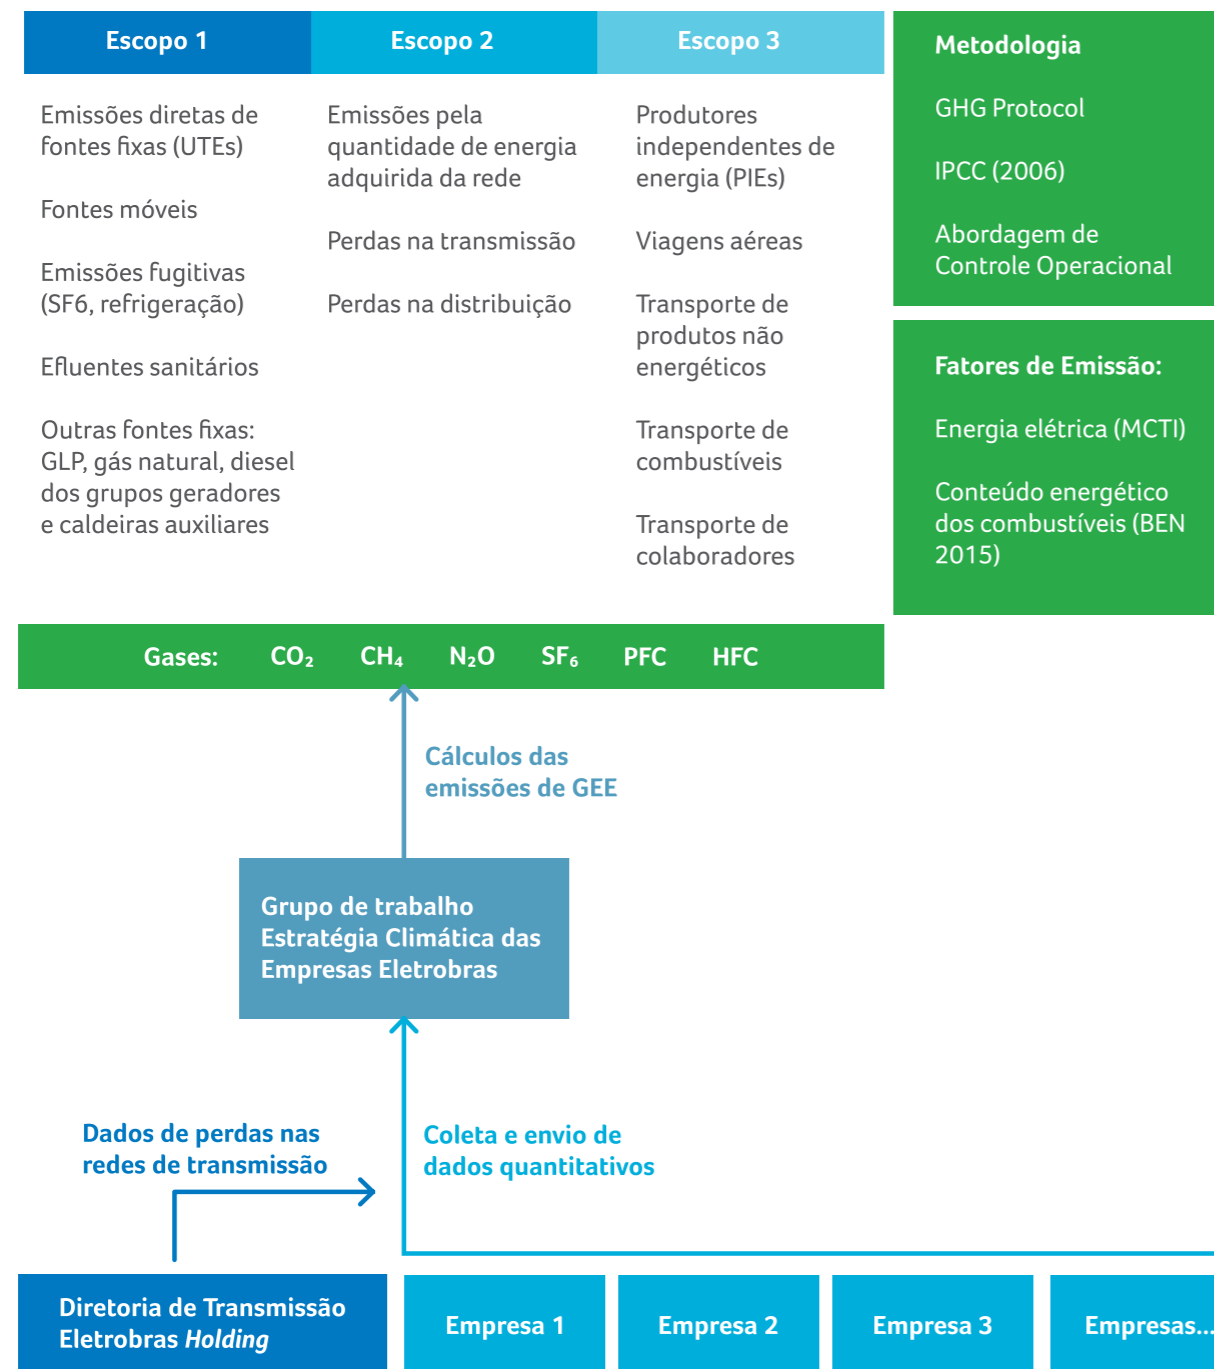 Escopo 1
Emissões diretas de
fontes fixas (UTEs)
Fontes móveis
Emissões fugitivas
(SF6, refrigeração)
Efluentes sanitários
Outras fontes fixas:
GLP, gás natural, diesel
dos grupos geradores
e caldeiras auxiliares
Escopo 2
Emissões pela
quantidade de energia
adquirida da rede
Perdas na transmissão
Perdas na distribuição
Escopo 3
Produtores
independentes de
energia (PIEs)
Viagens aéreas
Transporte de
produtos não
energéticos
Transporte de
combustíveis
Transporte de
colaboradores
Metodologia
GHG Protocol
IPCC (2006)
Abordagem de
Controle Operacional
Fatores de Emissão:
Energia elétrica (MCTI)
Conteúdo energético
dos combustíveis (BEN
2015)
Gases: CO₂ CH₄ N₂O SF₆ PFC HFC
Cálculos das
emissões de GEE
Grupo de trabalho
Estratégia Climática das
Empresas Eletrobras
Dados de perdas nas
redes de transmissão
Coleta e envio de
dados quantitativos
Diretoria de Transmissão
Eletrobras Holding
Empresa 1
Empresa 2
Empresa 3
Empresas...